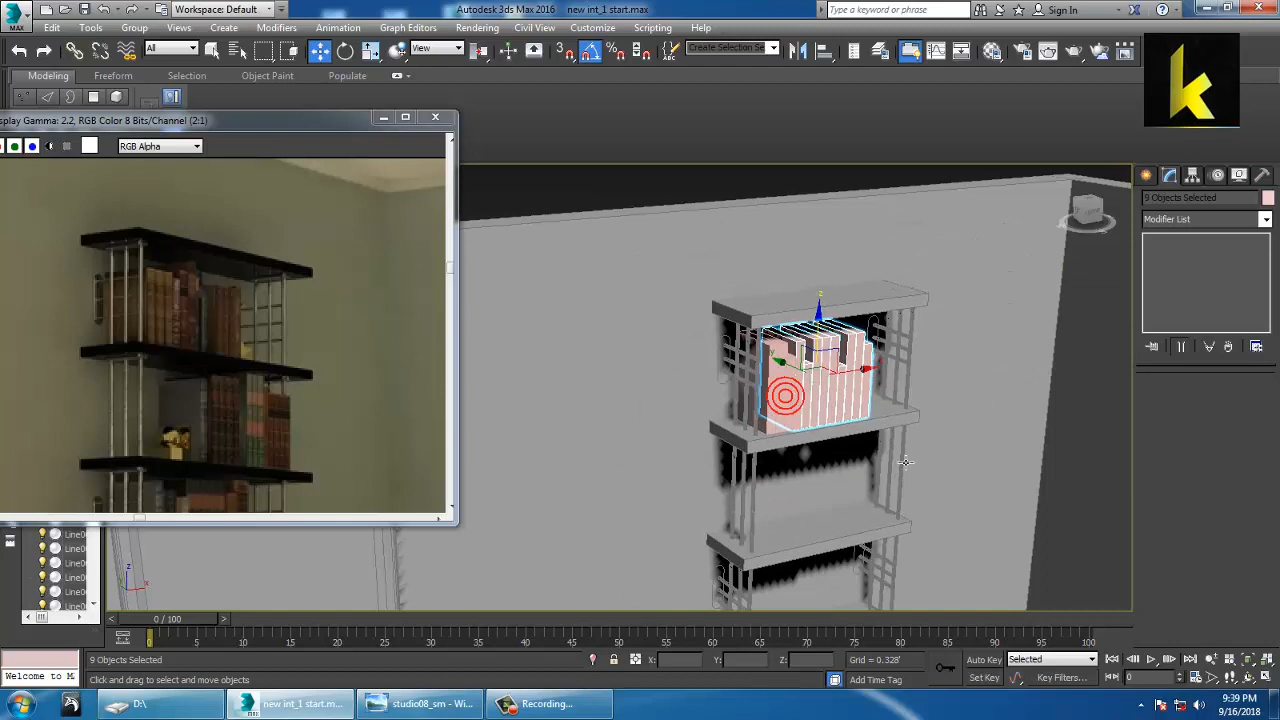 MAX
Workspace: Default
Autodesk 3ds Max 2016    new int_1 start.max
Type a keyword or phrase
Sign In
Edit Tools Group Views Create Modifiers Animation Graph Editors Rendering Civil View Customize Scripting Help
All
View
Create Selection Se
Modeling Freeform Selection Object Paint Populate
k
splay Gamma: 2.2, RGB Color 8 Bits/Channel (2:1)
RGB Alpha
9 Objects Selected
Modifier List
z
y
z
x
Line0
Line0
Line0
Line0
Line0
Line0
0 / 100
0 5 10 15 20 25 30 35 40 45 50 55 60 65 70 75 80 85 90 95 100
9 Objects Selected
X: Y: Z:
Grid = 0.328'
Auto Key
Selected
Welcome to M
Click and drag to select and move objects
Add Time Tag
Set Key
Key Filters...
0
D:\
new int_1 start.m...
studio08_sm - Wi...
Recording...
9:39 PM
9/16/2018